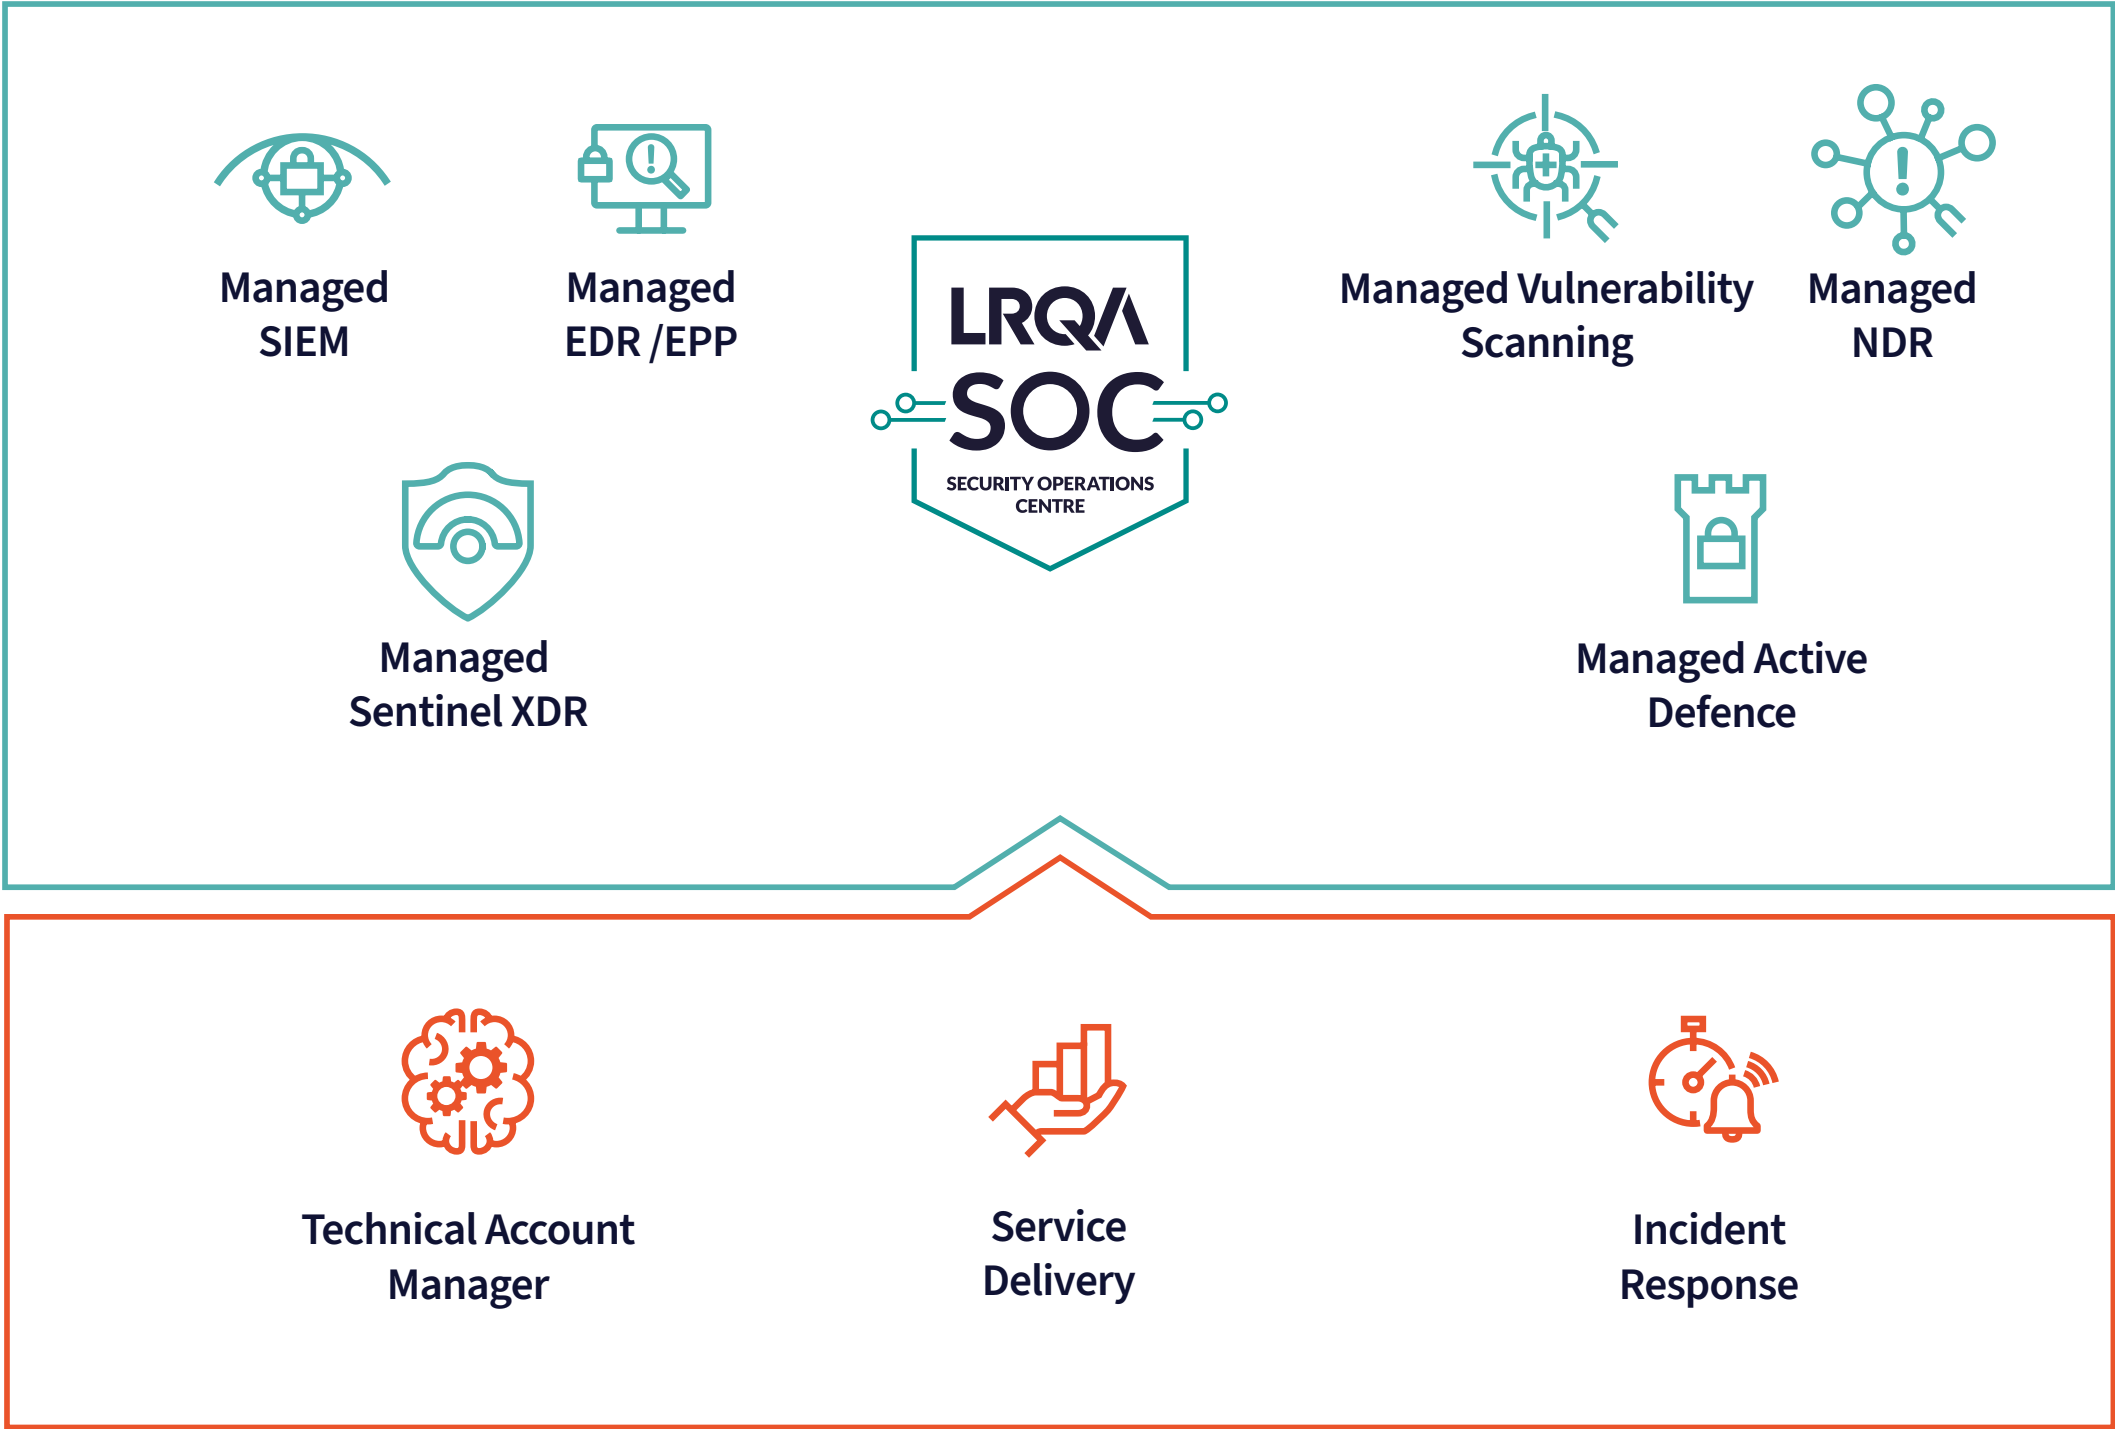 Managed
SIEM
Managed
EDR /EPP
LRQA
SOC
SECURITY OPERATIONS
CENTRE
Managed Vulnerability
Scanning
Managed
NDR
Managed
Sentinel XDR
Managed Active
Defence
Technical Account
Manager
Service
Delivery
Incident
Response